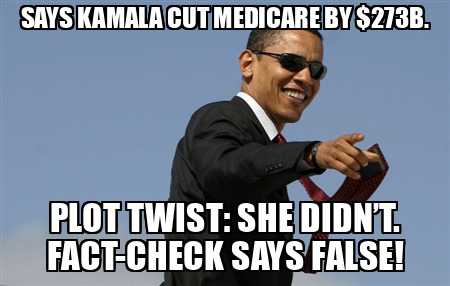 SAYS KAMALA CUT MEDICARE BY $273B.
PLOT TWIST: SHE DIDN’T.
FACT-CHECK SAYS FALSE!